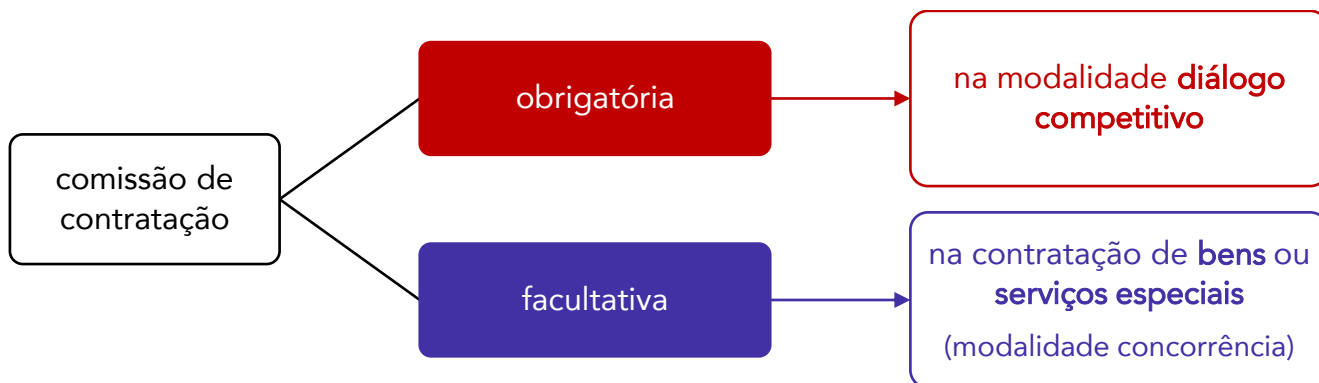 comissão de
contratação
obrigatória
na modalidade diálogo
competitivo
facultativa
na contratação de bens ou
serviços especiais
(modalidade concorrência)